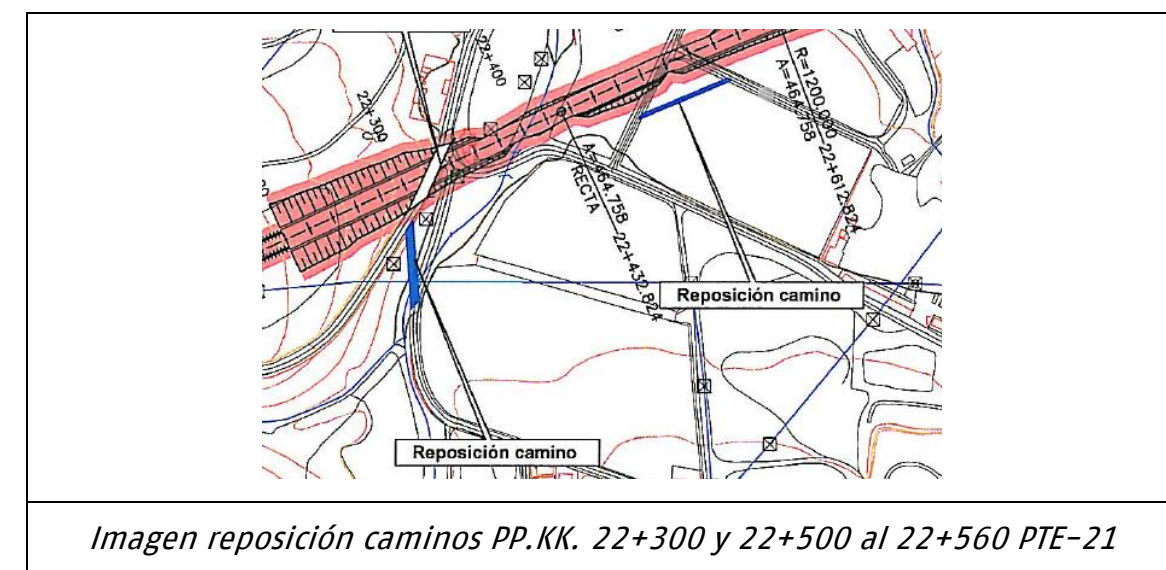 22+300
22+400
R=1200.000
A=464.758
22+612.824
A=464.758
RECTA
22+432.824
Reposición camino
Reposición camino
Imagen reposición caminos PP.KK. 22+300 y 22+500 al 22+560 PTE-21